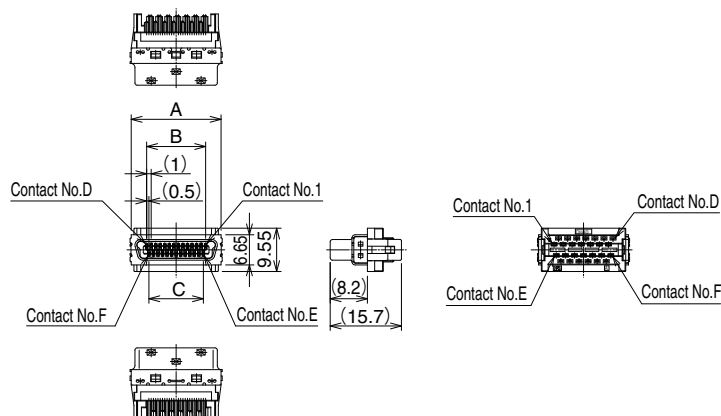 A
B
(1)
(0.5)
Contact No.D
Contact No.1
6.65
9.55
C
Contact No.F
Contact No.E
(8.2)
(15.7)
Contact No.1
Contact No.D
Contact No.E
Contact No.F